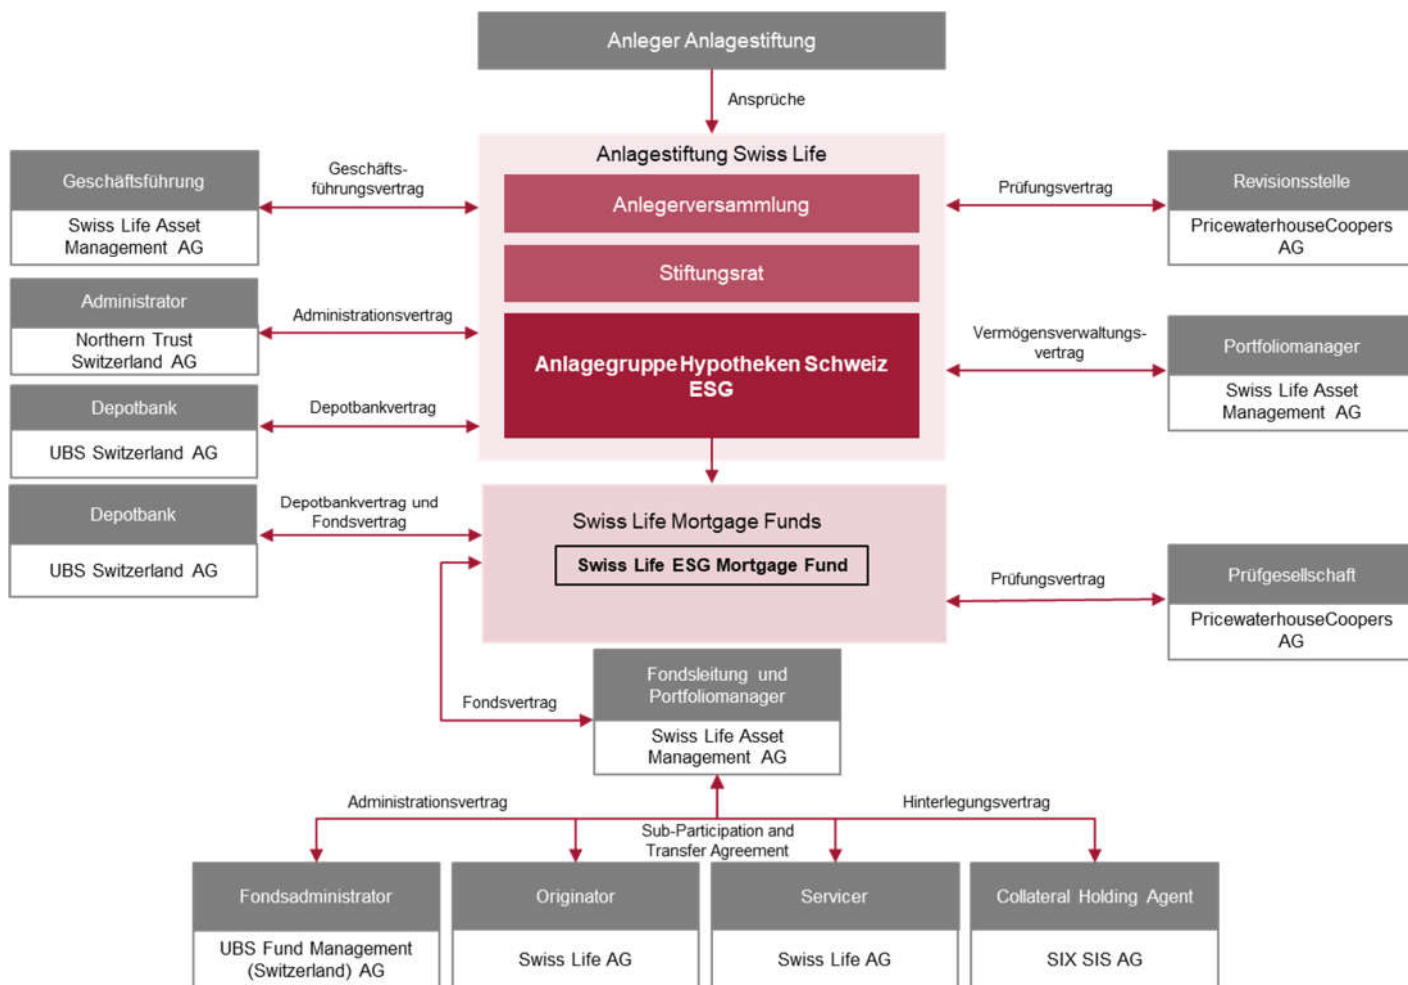 Anleger Anlagestiftung
Ansprüche
Anlagestiftung Swiss Life
Anlegerversammlung
Stiftungsrat
Anlagegruppe Hypotheken Schweiz
ESG
Geschäftsführung
Swiss Life Asset
Management AG
Geschäfts-
führungsvertrag
Administrator
Northern Trust
Switzerland AG
Administrationsvertrag
Depotbank
UBS Switzerland AG
Depotbankvertrag
Prüfungsvertrag
Revisionsstelle
PricewaterhouseCoopers
AG
Vermögensverwaltungs-
vertrag
Portfoliomanager
Swiss Life Asset
Management AG
Depotbank
UBS Switzerland AG
Depotbankvertrag und
Fondsvertrag
Swiss Life Mortgage Funds
Swiss Life ESG Mortgage Fund
Prüfungsvertrag
Prüfgesellschaft
PricewaterhouseCoopers
AG
Fondsvertrag
Fondsleitung und
Portfoliomanager
Swiss Life Asset
Management AG
Administrationsvertrag
Sub-Participation and
Transfer Agreement
Hinterlegungsvertrag
Fondsadministrator
UBS Fund Management
(Switzerland) AG
Originator
Swiss Life AG
Servicer
Swiss Life AG
Collateral Holding Agent
SIX SIS AG